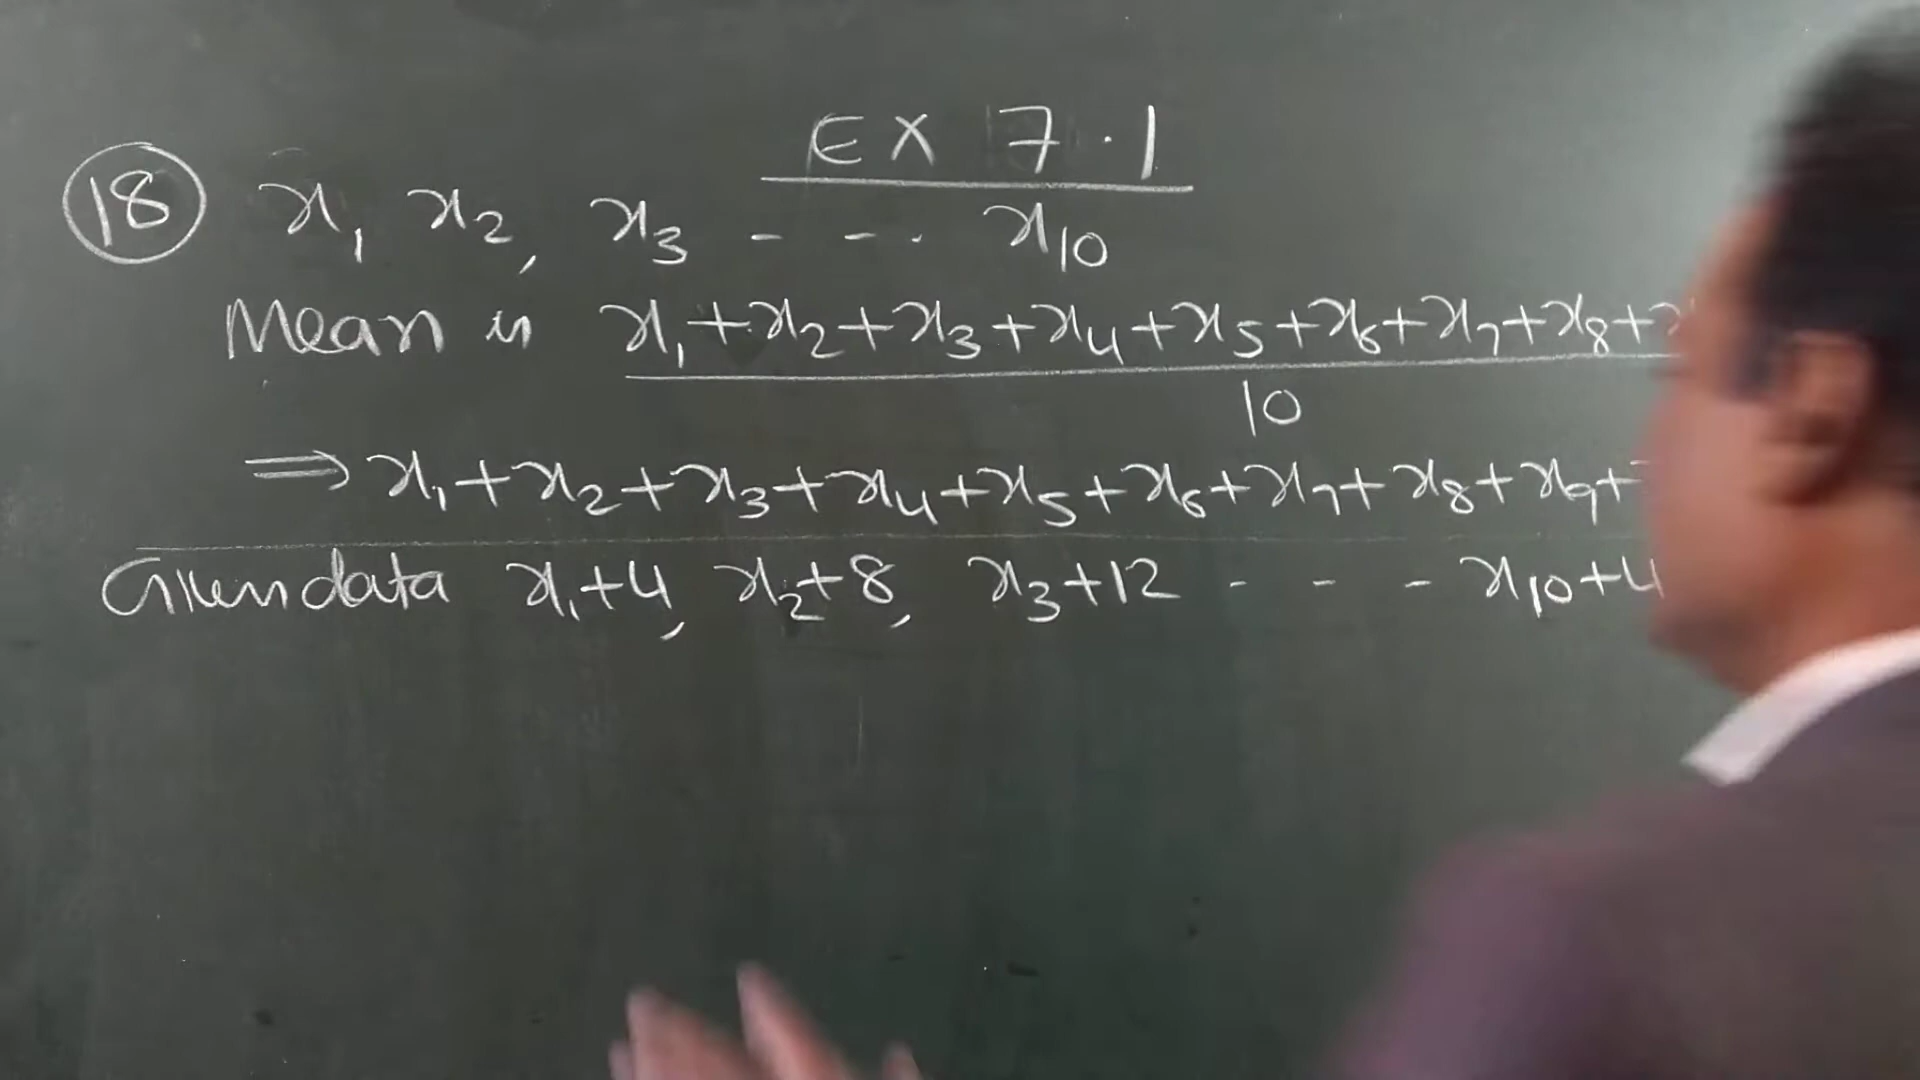 EX 7.1
18 x₁ x₂, x₃ - - - x₁₀
Mean is x₁+x₂+x₃+x₄+x₅+x₆+x₇+x₈+
10
⇒ x₁+x₂+x₃+x₄+x₅+x₆+x₇+x₈+x₉+
Given data x₁+4, x₂+8, x₃+12 - - - x₁₀+4